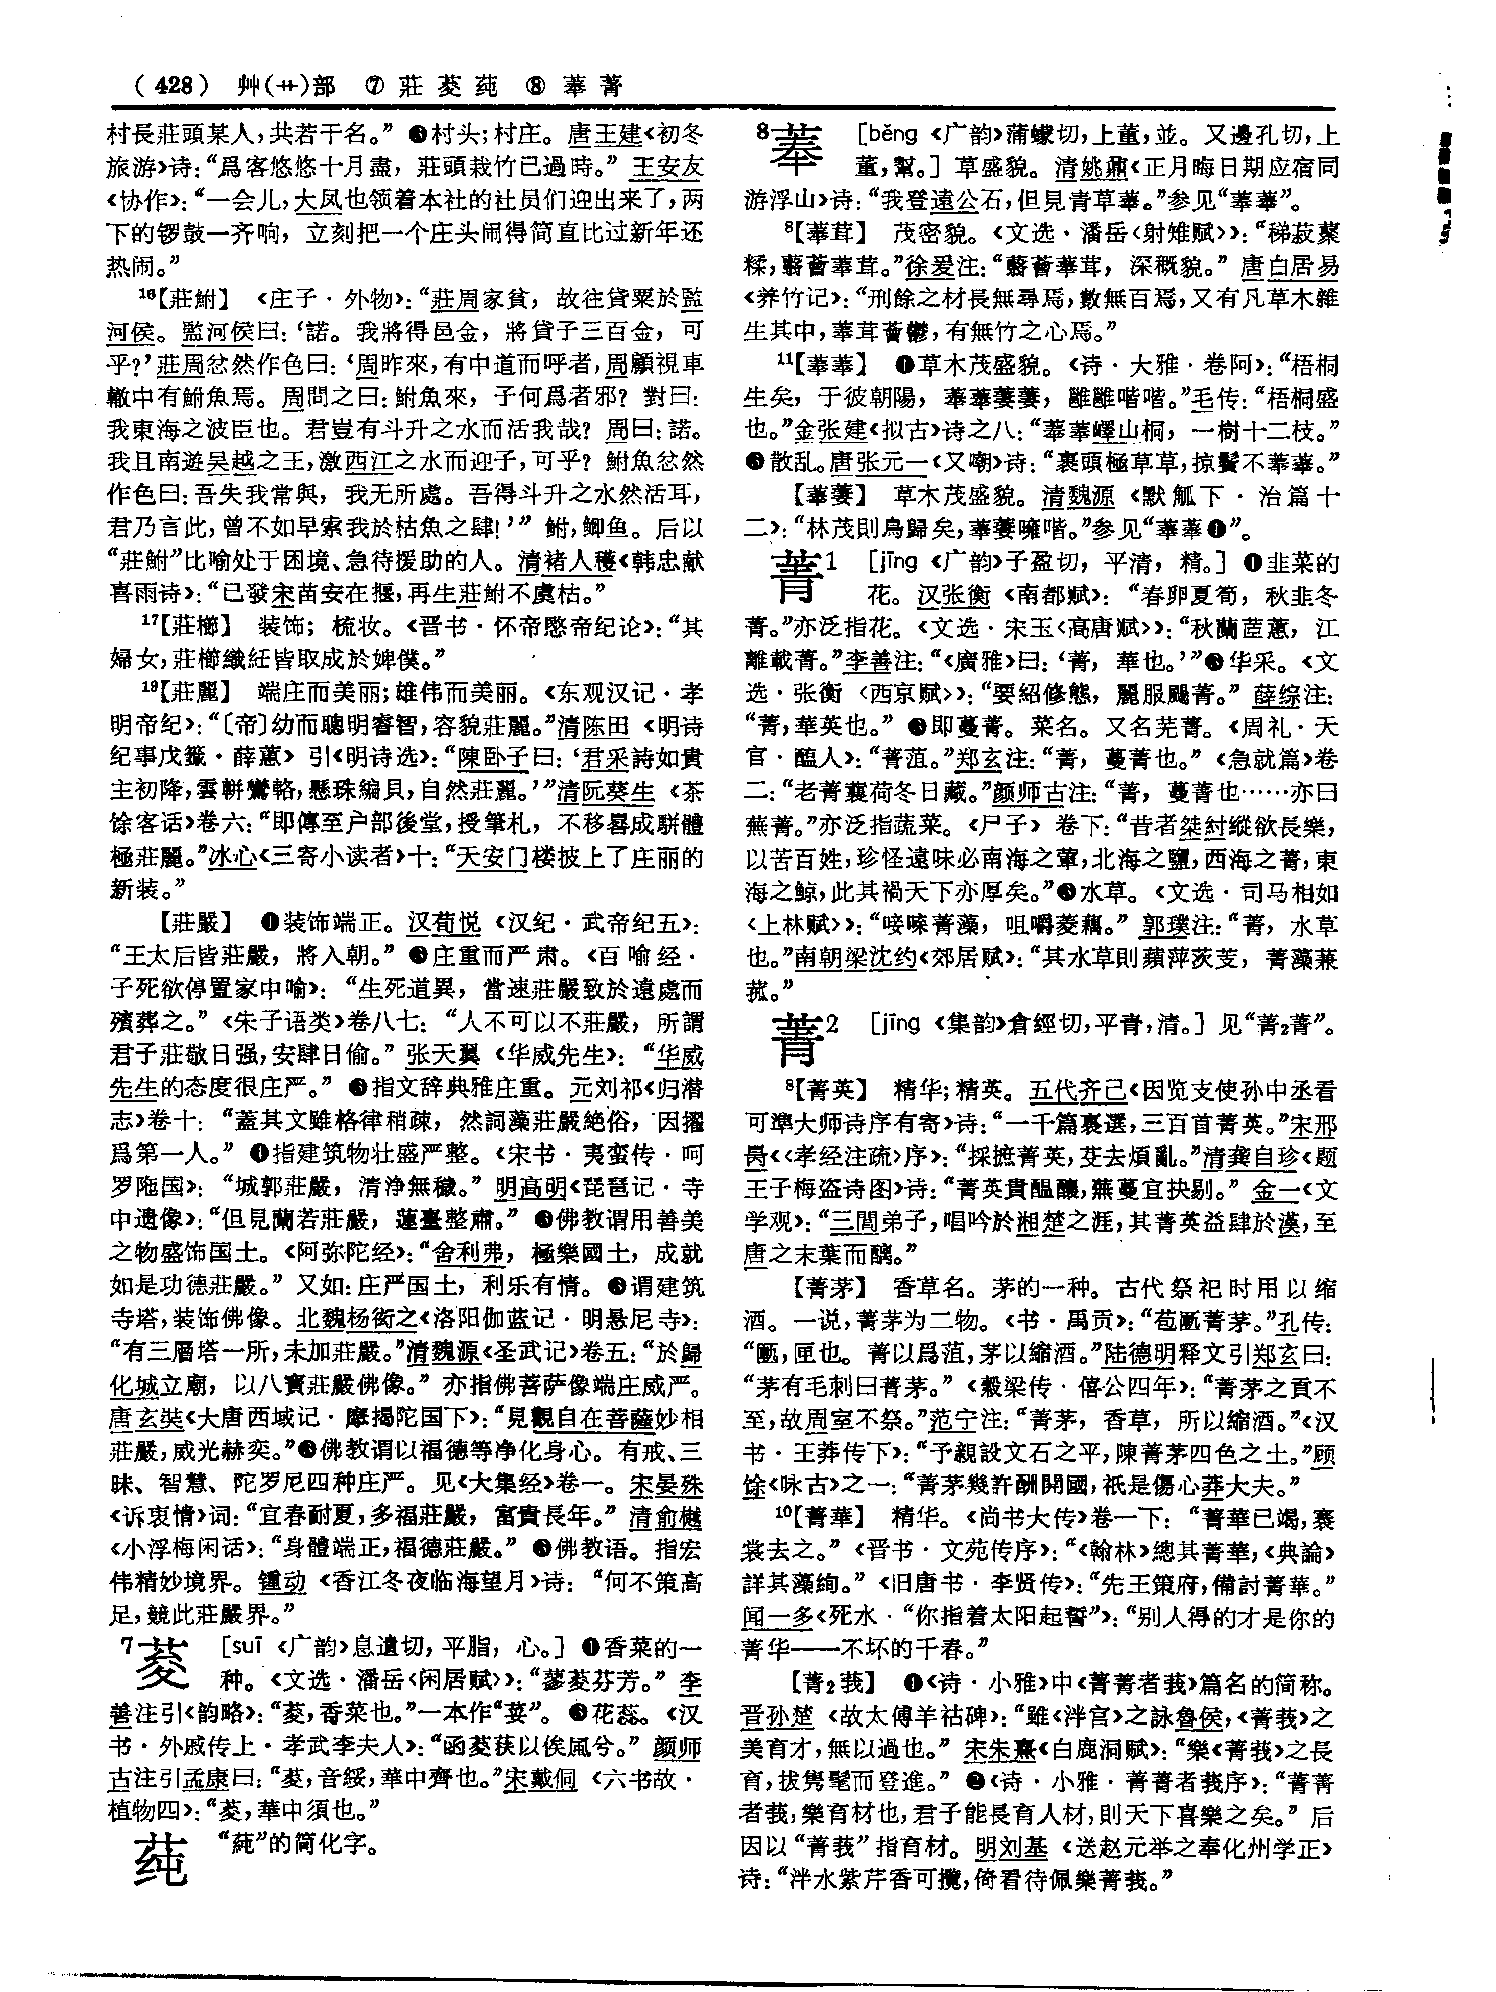 （428） 艸(艹)部 ⑦莊荾莼 ⑧菶菁
村長莊頭某人，共若干名。”❸村头；村庄。唐王建《初冬
旅游》诗：“爲客悠悠十月盡，莊頭栽竹已過時。”王安友
《协作》：“一会儿，大凤也领着本社的社员们迎出来了，两
下的锣鼓一齐响，立刻把一个庄头闹得简直比过新年还
热闹。”
16【莊鮒】 《庄子·外物》：“莊周家貧，故往貸粟於監
河侯。監河侯曰：‘諾。我將得邑金，將貸子三百金，可
乎？’莊周忿然作色曰：‘周昨來，有中道而呼者，周顧視車
轍中有鮒魚焉。周問之曰：鮒魚來，子何爲者邪？對曰：
我東海之波臣也。君豈有斗升之水而活我哉？周曰：諾。
我且南遊吴越之王，激西江之水而迎子，可乎？鮒魚忿然
作色曰：吾失我常與，我无所處。吾得斗升之水然活耳，
君乃言此，曾不如早索我於枯魚之肆！’”鮒，鲫鱼。后以
“莊鮒”比喻处于困境、急待援助的人。清褚人穫《韩忠献
喜雨诗》：“已發宋苗安在揠，再生莊鮒不虞枯。”
17【莊櫛】 装饰；梳妆。《晋书·怀帝愍帝纪论》：“其
婦女，莊櫛織紝皆取成於婢僕。”
19【莊麗】 端庄而美丽；雄伟而美丽。《东观汉记·孝
明帝纪》：“〔帝〕幼而聰明睿智，容貌莊麗。”清陈田《明诗
纪事戊籤·薛蕙》引《明诗选》：“陳卧子曰：‘君采詩如貴
主初降，雲軿鸞輅，懸珠編貝，自然莊麗。’”清阮葵生《茶
馀客话》卷六：“即傳至户部後堂，授筆札，不移晷成駢體
極莊麗。”冰心《三寄小读者》十：“天安门楼披上了庄丽的
新装。”
【莊嚴】 ❶装饰端正。汉荀悦《汉纪·武帝纪五》：
“王太后皆莊嚴，將入朝。”❷庄重而严肃。《百喻经·
子死欲停置家中喻》：“生死道異，當速莊嚴致於遠處而
殯葬之。”《朱子语类》卷八七：“人不可以不莊嚴，所謂
君子莊敬日强，安肆日偷。”张天翼《华威先生》：“华威
先生的态度很庄严。”❸指文辞典雅庄重。元刘祁《归潜
志》卷十：“蓋其文雖格律稍疎，然詞藻莊嚴絶俗，因擢
爲第一人。”❹指建筑物壮盛严整。《宋书·夷蛮传·呵
罗陁国》：“城郭莊嚴，清浄無穢。”明高明《琵琶记·寺
中遗像》：“但見蘭若莊嚴，蓮臺整肅。”❺佛教谓用善美
之物盛饰国土。《阿弥陀经》：“舍利弗，極樂國土，成就
如是功德莊嚴。”又如：庄严国土，利乐有情。❻谓建筑
寺塔，装饰佛像。北魏杨衒之《洛阳伽蓝记·明悬尼寺》：
“有三層塔一所，未加莊嚴。”清魏源《圣武记》卷五：“於歸
化城立廟，以八寶莊嚴佛像。”亦指佛菩萨像端庄威严。
唐玄奘《大唐西域记·摩揭陀国下》：“見觀自在菩薩妙相
莊嚴，威光赫奕。”❼佛教谓以福德等净化身心。有戒、三
昧、智慧、陀罗尼四种庄严。见《大集经》卷一。宋晏殊
《诉衷情》词：“宜春耐夏，多福莊嚴，富貴長年。”清俞樾
《小浮梅闲话》：“身體端正，福德莊嚴。”❽佛教语。指宏
伟精妙境界。锺动《香江冬夜临海望月》诗：“何不策高
足，競此莊嚴界。”
7荾 ［suī《广韵》息遺切，平脂，心。］❶香菜的一
种。《文选·潘岳〈闲居赋〉》：“蓼荾芬芳。”李
善注引《韵略》：“荾，香菜也。”一本作“荽”。❷花蕊。《汉
书·外戚传上·孝武李夫人》：“函荾荴以俟風兮。”颜师
古注引孟康曰：“荾，音綏，華中齊也。”宋戴侗《六书故·
植物四》：“荾，華中須也。”
莼 “蒓”的简化字。
8菶 ［běng《广韵》蒲蠓切，上董，並。又邊孔切，上
董，幫。］草盛貌。清姚鼐《正月晦日期应宿同
游浮山》诗：“我登遠公石，但見青草菶。”参见“菶菶”。
8【菶茸】 茂密貌。《文选·潘岳〈射雉赋〉》：“稊菽藂
糅，蘙薈菶茸。”徐爰注：“蘙薈菶茸，深概貌。”唐白居易
《养竹记》：“刑餘之材長無尋焉，數無百焉，又有凡草木雜
生其中，菶茸薈鬱，有無竹之心焉。”
11【菶菶】 ❶草木茂盛貌。《诗·大雅·卷阿》：“梧桐
生矣，于彼朝陽，菶菶萋萋，雝雝喈喈。”毛传：“梧桐盛
也。”金张建《拟古》诗之八：“菶菶嶧山桐，一樹十二枝。”
❷散乱。唐张元一《又嘲》诗：“裹頭極草草，掠鬢不菶菶。”
【菶萋】 草木茂盛貌。清魏源《默觚下·治篇十
二》：“林茂則鳥歸矣，菶萋噰喈。”参见“菶菶❶”。
菁1 ［jīng《广韵》子盈切，平清，精。］❶韭菜的
花。汉张衡《南都赋》：“春卵夏筍，秋韭冬
菁。”亦泛指花。《文选·宋玉〈高唐赋〉》：“秋蘭茝蕙，江
離載菁。”李善注：“《廣雅》曰：‘菁，華也。’”❷华采。《文
选·张衡〈西京赋〉》：“要紹修態，麗服颺菁。”薛综注：
“菁，華英也。”❸即蔓菁。菜名。又名芜菁。《周礼·天
官·醢人》：“菁菹。”郑玄注：“菁，蔓菁也。”《急就篇》卷
二：“老菁蘘荷冬日藏。”颜师古注：“菁，蔓菁也……亦曰
蕪菁。”亦泛指蔬菜。《尸子》卷下：“昔者桀紂縱欲長樂，
以苦百姓，珍怪遠味必南海之葷，北海之鹽，西海之菁，東
海之鲸，此其禍天下亦厚矣。”❹水草。《文选·司马相如
〈上林赋〉》：“唼喋菁藻，咀嚼菱藕。”郭璞注：“菁，水草
也。”南朝梁沈约《郊居赋》：“其水草則蘋萍茨芰，菁藻蒹
菰。”
菁2 ［jīng《集韵》倉經切，平青，清。］见“菁2菁”。
8【菁英】 精华；精英。五代齐己《因览支使孙中丞看
可準大师诗序有寄》诗：“一千篇裏選，三百首菁英。”宋邢
昺《〈孝经注疏〉序》：“採摭菁英，芟去煩亂。”清龚自珍《题
王子梅盗诗图》诗：“菁英貴醖釀，蕪蔓宜抉剔。”金一《文
学观》：“三閭弟子，唱吟於湘楚之涯，其菁英益肆於漢，至
唐之末葉而醨。”
【菁茅】 香草名。茅的一种。古代祭祀时用以缩
酒。一说，菁茅为二物。《书·禹贡》：“苞匭菁茅。”孔传：
“匭，匣也。菁以爲菹，茅以縮酒。”陆德明释文引郑玄曰：
“茅有毛刺曰菁茅。”《穀梁传·僖公四年》：“菁茅之貢不
至，故周室不祭。”范宁注：“菁茅，香草，所以縮酒。”《汉
书·王莽传下》：“予親設文石之平，陳菁茅四色之土。”顾
馀《咏古》之一：“菁茅幾許酬開國，祇是傷心莽大夫。”
10【菁華】 精华。《尚书大传》卷一下：“菁華已竭，褰
裳去之。”《晋书·文苑传序》：“《翰林》總其菁華，《典論》
詳其藻絢。”《旧唐书·李贤传》：“先王策府，備討菁華。”
闻一多《死水·“你指着太阳起誓”》：“别人得的才是你的
菁华——不坏的千春。”
【菁2莪】 ❶《诗·小雅》中《菁菁者莪》篇名的简称。
晋孙楚《故太傅羊祜碑》：“雖《泮宫》之詠魯侯，《菁莪》之
美育才，無以過也。”宋朱熹《白鹿洞赋》：“樂《菁莪》之長
育，拔雋髦而登進。”❷《诗·小雅·菁菁者莪序》：“菁菁
者莪，樂育材也，君子能長育人材，則天下喜樂之矣。”后
因以“菁莪”指育材。明刘基《送赵元举之奉化州学正》
诗：“泮水紫芹香可攬，倚看待佩樂菁莪。”